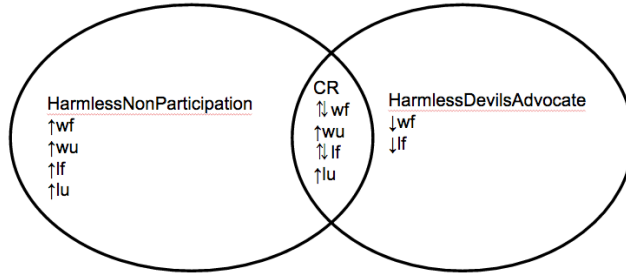 HarmlessNonParticipation
↑wf
↑wu
↑lf
↑lu
CR
⇅wf
↑wu
⇅lf
↑lu
HarmlessDevilsAdvocate
↓wf
↓lf